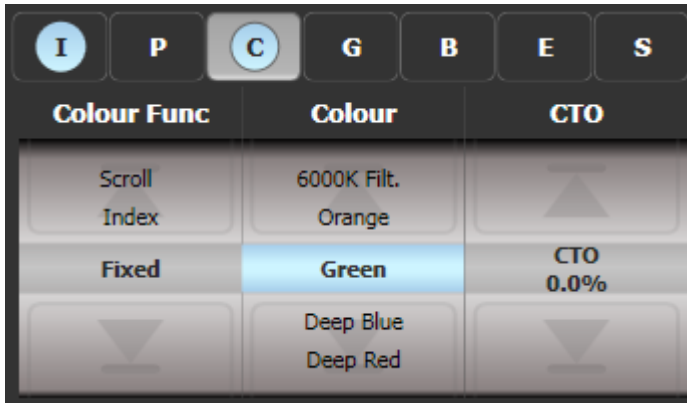 I P C G B E S
Colour Func Colour CTO
Scroll 6000K Filt.
Index Orange
Fixed Green CTO 0.0%
Deep Blue
Deep Red